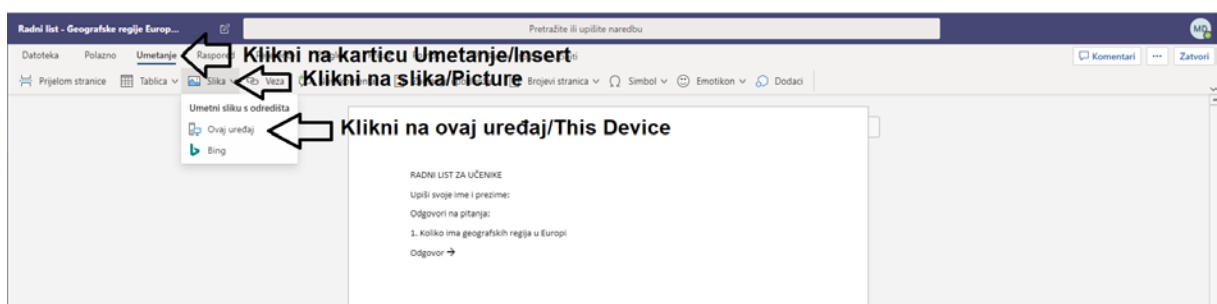 Radni list - Geografske regije Europ...
Pretražite ili upišite naredbu
MD
Datoteka Polazno Umetanje Raspored
Klikni na karticu Umetanje/Insert
Komentari ... Zatvori
Prijelom stranice Tablica Slika Veza
Klikni na slika/Picture
Brojevi stranica Simbol Emotikon Dodaci
Umetni sliku s odredišta
Ovaj uređaj
Klikni na ovaj uređaj/This Device
Bing
RADNI LIST ZA UČENIKE
Upiši svoje ime i prezime:
Odgovori na pitanja:
1. Koliko ima geografskih regija u Europi
Odgovor →